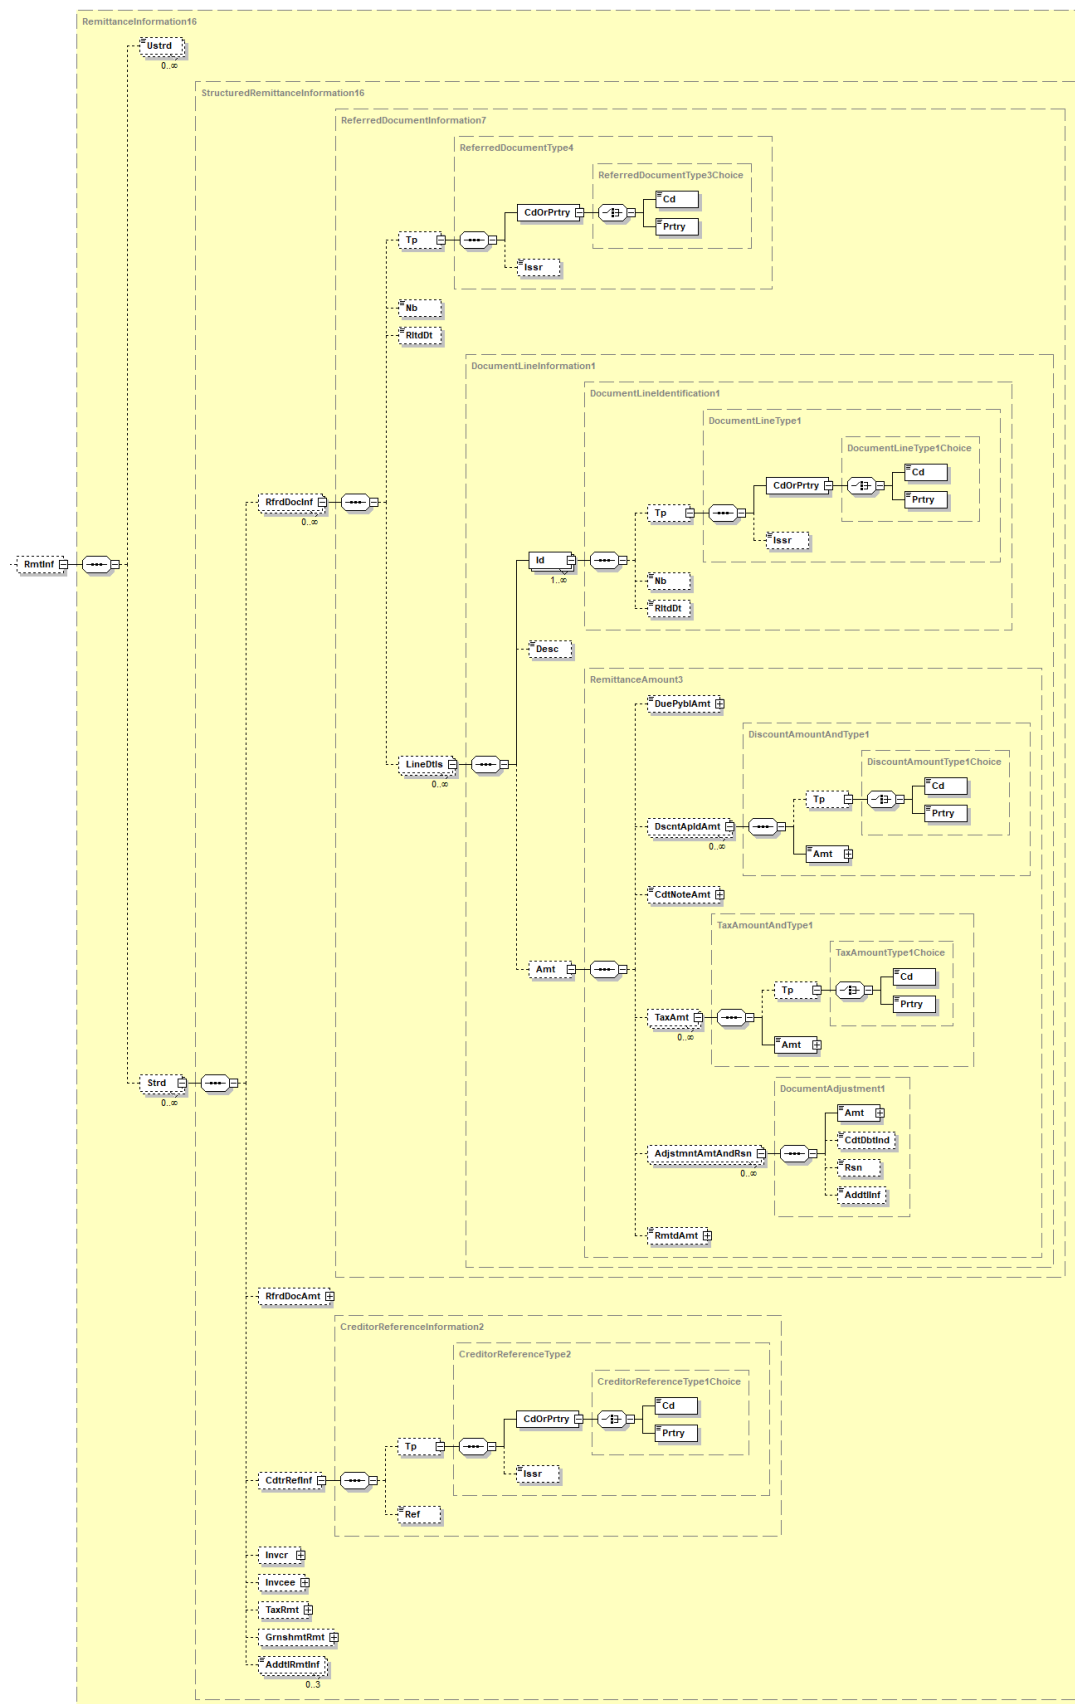 RemittanceInformation16
Ustrd
0..∞
StructuredRemittanceInformation16
ReferredDocumentInformation7
ReferredDocumentType4
ReferredDocumentType3Choice
Cd
CdOrPrtry
Prtry
Tp
Issr
Nb
RltdDt
DocumentLineInformation1
DocumentLineIdentification1
DocumentLineType1
DocumentLineType1Choice
Cd
CdOrPrtry
Prtry
RfrdDocInf
0..∞
Tp
Issr
RmtInf
Id
1..∞
Nb
RltdDt
Desc
RemittanceAmount3
DuePyblAmt
DiscountAmountAndType1
DiscountAmountType1Choice
LineDtls
0..∞
Cd
Tp
Prtry
DscntApldAmt
0..∞
Amt
CdtNoteAmt
TaxAmountAndType1
TaxAmountType1Choice
Amt
Cd
Tp
Prtry
TaxAmt
0..∞
Amt
Strd
0..∞
DocumentAdjustment1
Amt
CdtDbtInd
AdjstmntAmtAndRsn
0..∞
Rsn
AddtlInf
RmtdAmt
RfrdDocAmt
CreditorReferenceInformation2
CreditorReferenceType2
CreditorReferenceType1Choice
Cd
CdOrPrtry
Prtry
Tp
Issr
CdtrRefInf
Ref
Invcr
Invcee
TaxRmt
GrnshmtRmt
AddtlRmtInf
0..3